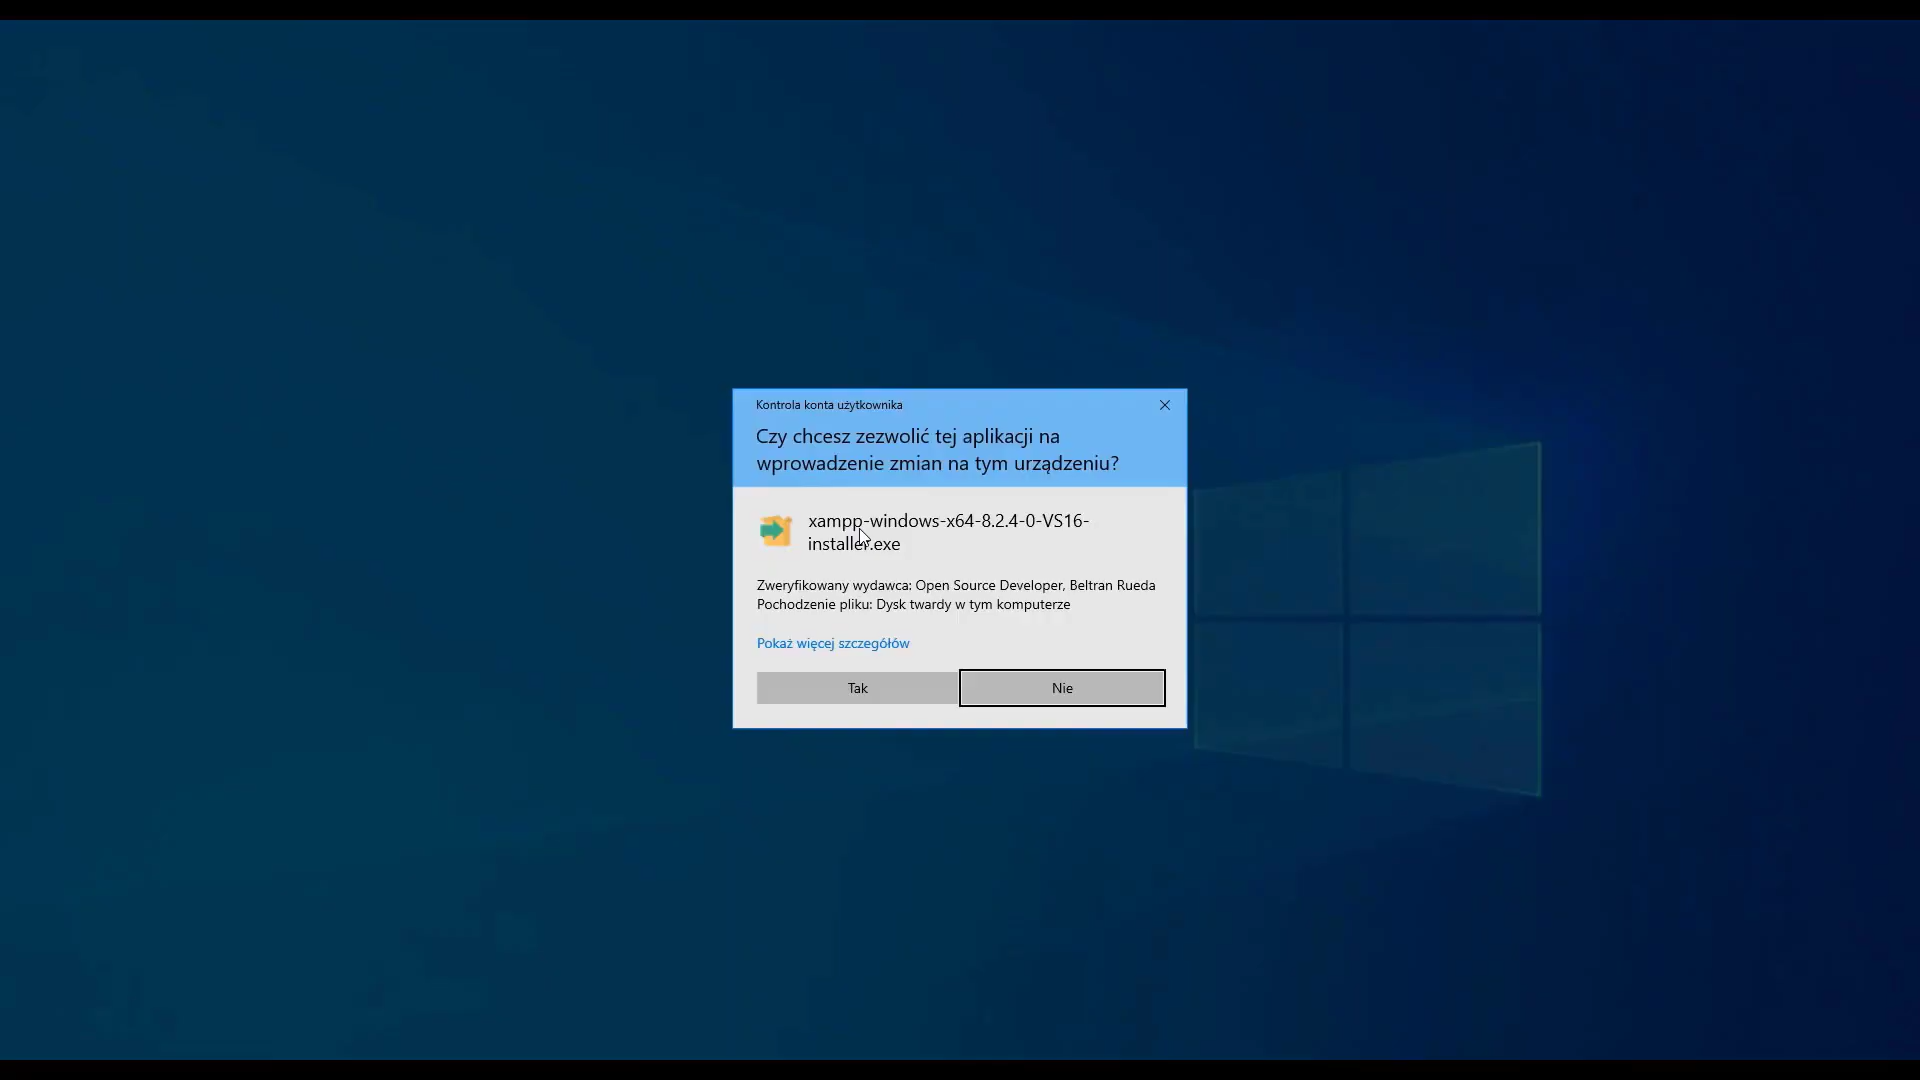 Kontrola konta użytkownika
Czy chcesz zezwolić tej aplikacji na
wprowadzenie zmian na tym urządzeniu?
xampp-windows-x64-8.2.4-0-VS16-
installer.exe
Zweryfikowany wydawca: Open Source Developer, Beltran Rueda
Pochodzenie pliku: Dysk twardy w tym komputerze
Pokaż więcej szczegółów
Tak
Nie